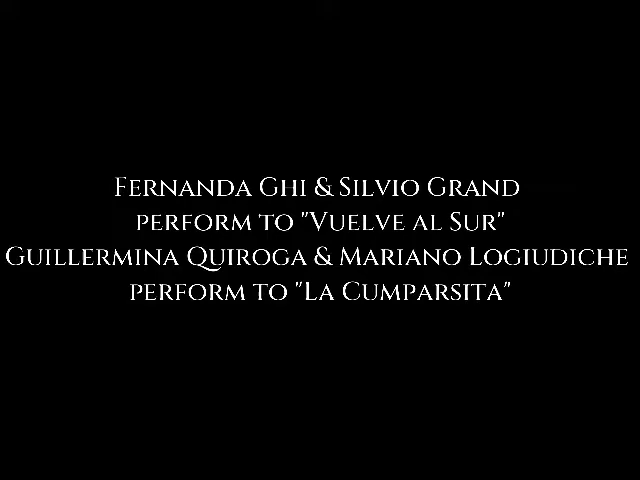 Fernanda Ghi & Silvio Grand
perform to "Vuelve al Sur"
Guillermina Quiroga & Mariano Logiudiche
perform to "La Cumparsita"